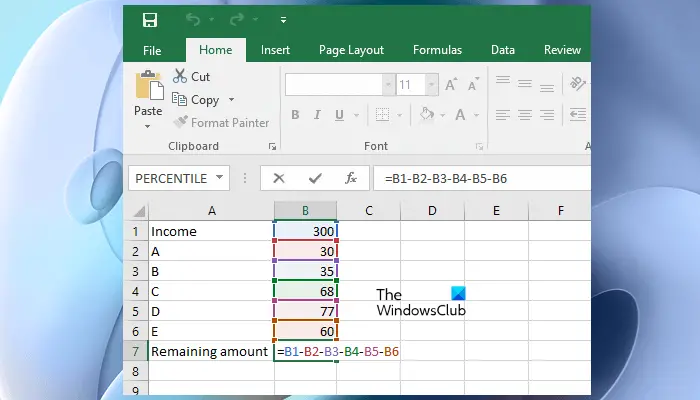 File Home Insert Page Layout Formulas Data Review
Paste
Cut
Copy
Format Painter
Clipboard
11 A A
B I U A
Font
A
PERCENTILE fx =B1-B2-B3-B4-B5-B6
A B C D E F
1 Income 300
2 A 30
3 B 35
4 C 68
5 D 77
6 E 60
7 Remaining amount =B1-B2-B3-B4-B5-B6
8
9
The
WindowsClub